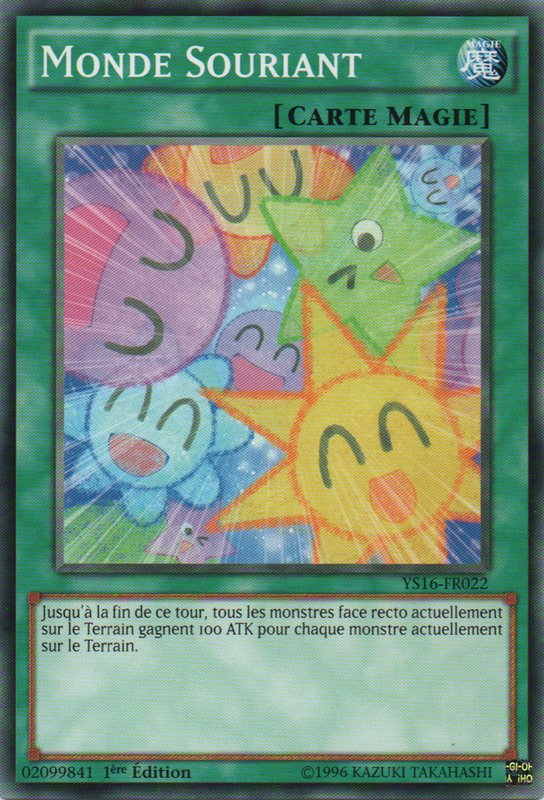 Monde Souriant
MAGIE
魔
[Carte Magie]
YS16-FR022
Jusqu'à la fin de ce tour, tous les monstres face recto actuellement
sur le Terrain gagnent 100 ATK pour chaque monstre actuellement
sur le Terrain.
02099841 1ère Édition ©1996 KAZUKI TAKAHASHI